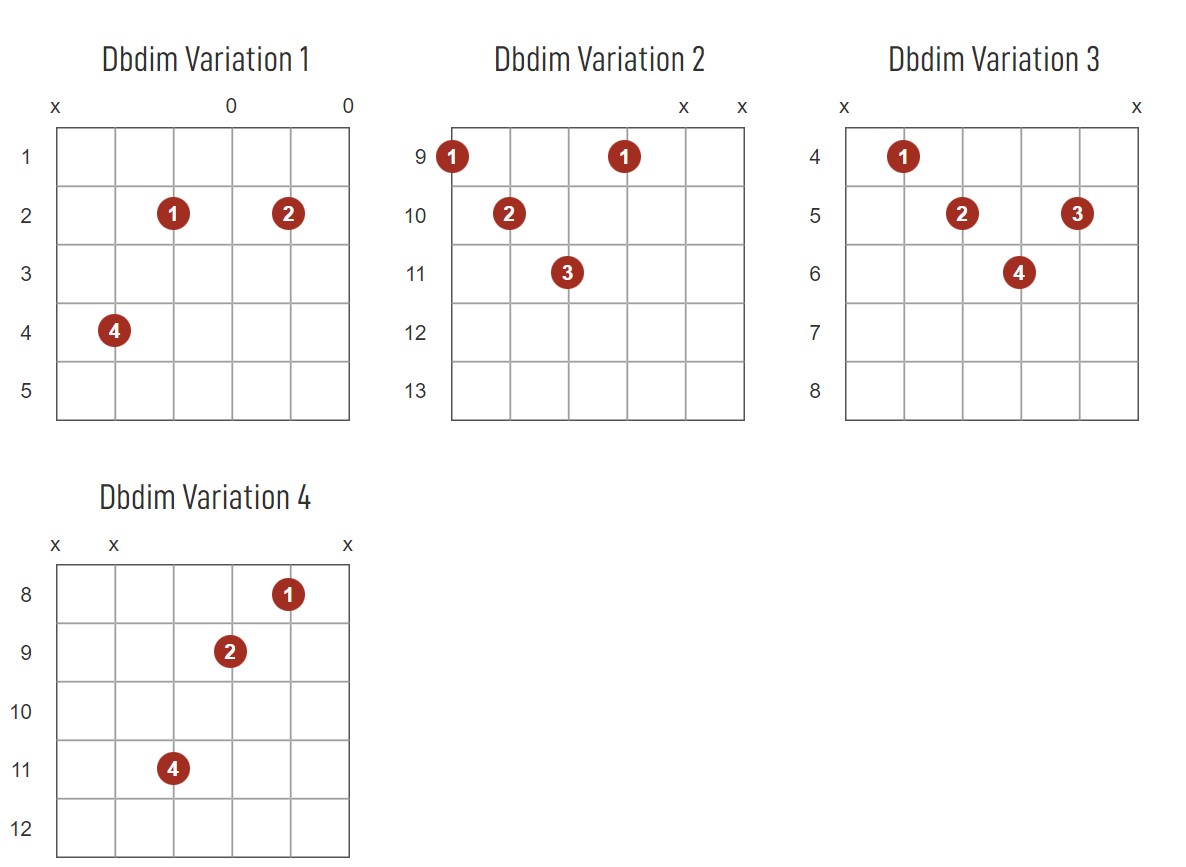 Dbdim Variation 1
x 0 0
1
2 1 2
3
4 4
5
Dbdim Variation 2
x x
9 1 1
10 2
11 3
12
13
Dbdim Variation 3
x x
4 1
5 2 3
6 4
7
8
Dbdim Variation 4
x x x
8 1
9 2
10
11 4
12